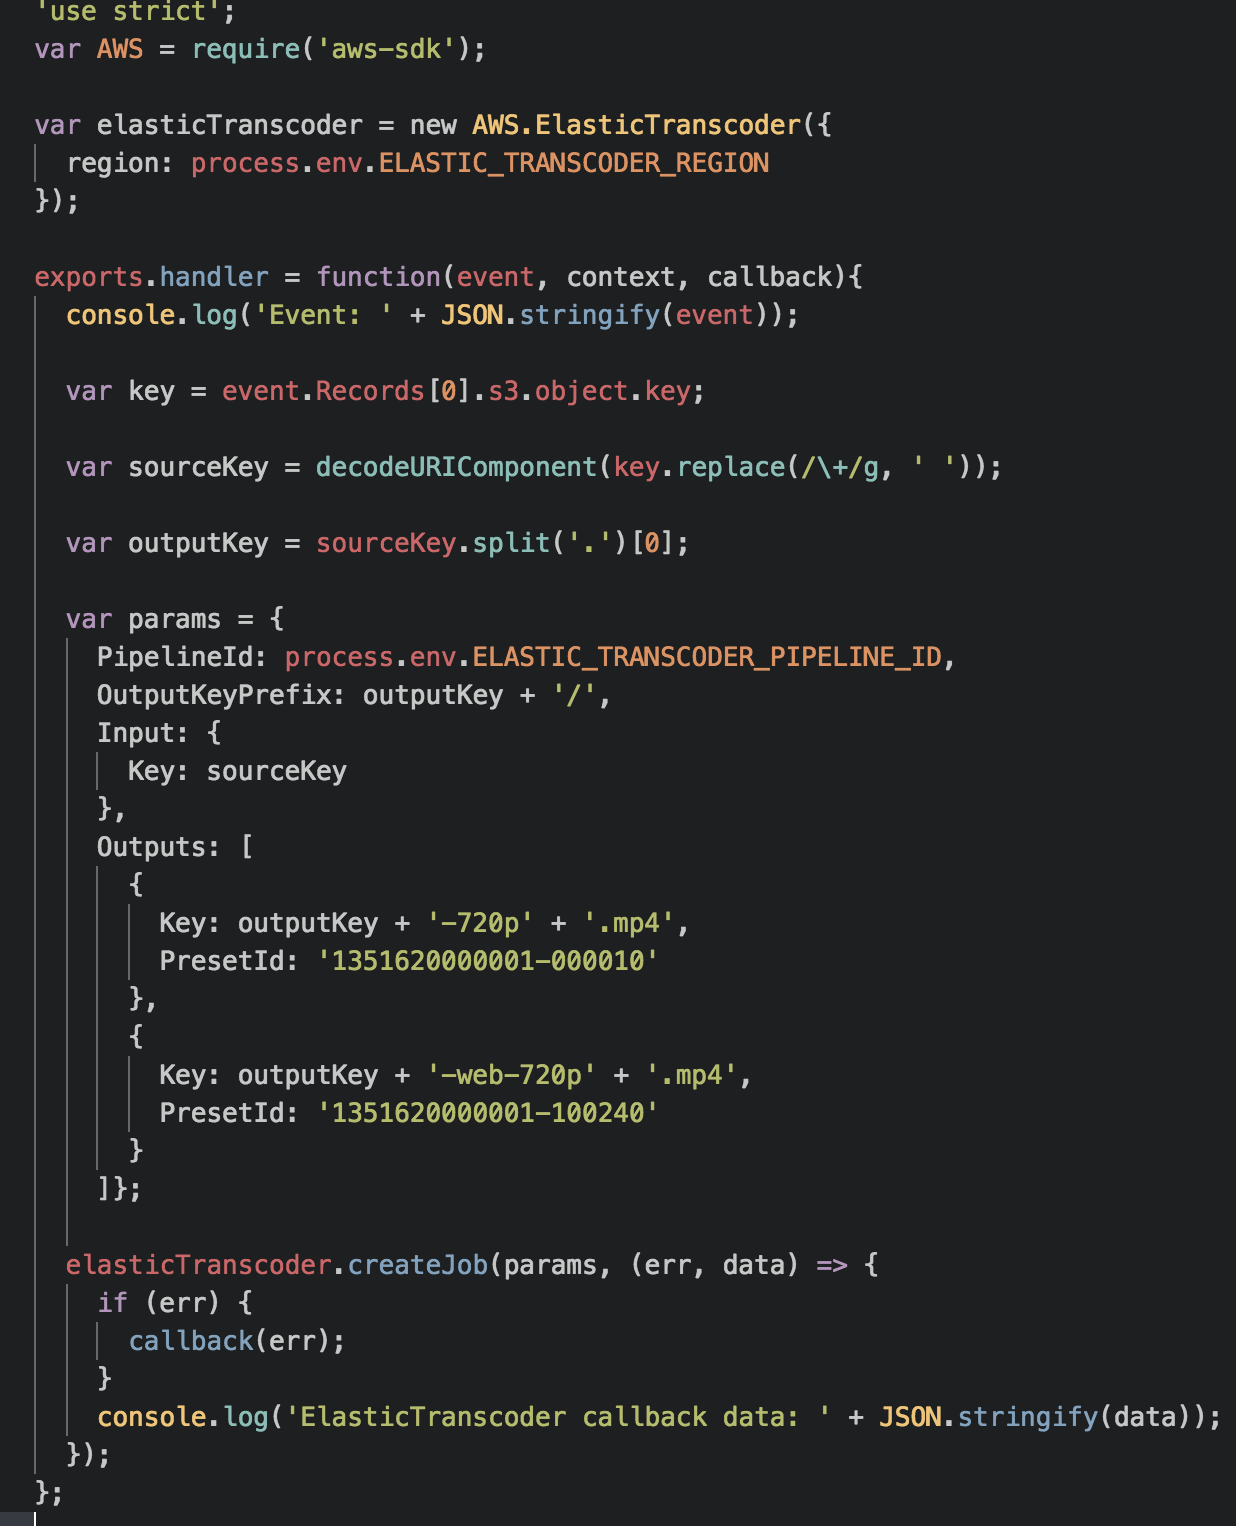 'use strict';
var AWS = require('aws-sdk');

var elasticTranscoder = new AWS.ElasticTranscoder({
  region: process.env.ELASTIC_TRANSCODER_REGION
});

exports.handler = function(event, context, callback){
  console.log('Event: ' + JSON.stringify(event));

  var key = event.Records[0].s3.object.key;

  var sourceKey = decodeURIComponent(key.replace(/\+/g, ' '));

  var outputKey = sourceKey.split('.')[0];

  var params = {
    PipelineId: process.env.ELASTIC_TRANSCODER_PIPELINE_ID,
    OutputKeyPrefix: outputKey + '/',
    Input: {
      Key: sourceKey
    },
    Outputs: [
      {
        Key: outputKey + '-720p' + '.mp4',
        PresetId: '1351620000001-000010'
      },
      {
        Key: outputKey + '-web-720p' + '.mp4',
        PresetId: '1351620000001-100240'
      }
    ]};

  elasticTranscoder.createJob(params, (err, data) => {
    if (err) {
      callback(err);
    }
    console.log('ElasticTranscoder callback data: ' + JSON.stringify(data));
  });
};